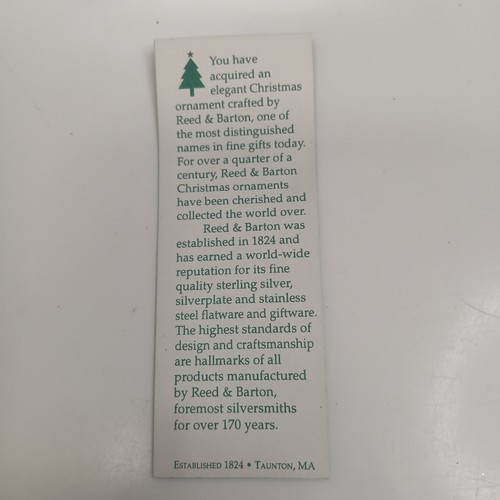 You have
acquired an
elegant Christmas
ornament crafted by
Reed & Barton, one of
the most distinguished
names in fine gifts today.
For over a quarter of a
century, Reed & Barton
Christmas ornaments
have been cherished and
collected the world over.
Reed & Barton was
established in 1824 and
has earned a world-wide
reputation for its fine
quality sterling silver,
silverplate and stainless
steel flatware and giftware.
The highest standards of
design and craftsmanship
are hallmarks of all
products manufactured
by Reed & Barton,
foremost silversmiths
for over 170 years.
ESTABLISHED 1824 • TAUNTON, MA